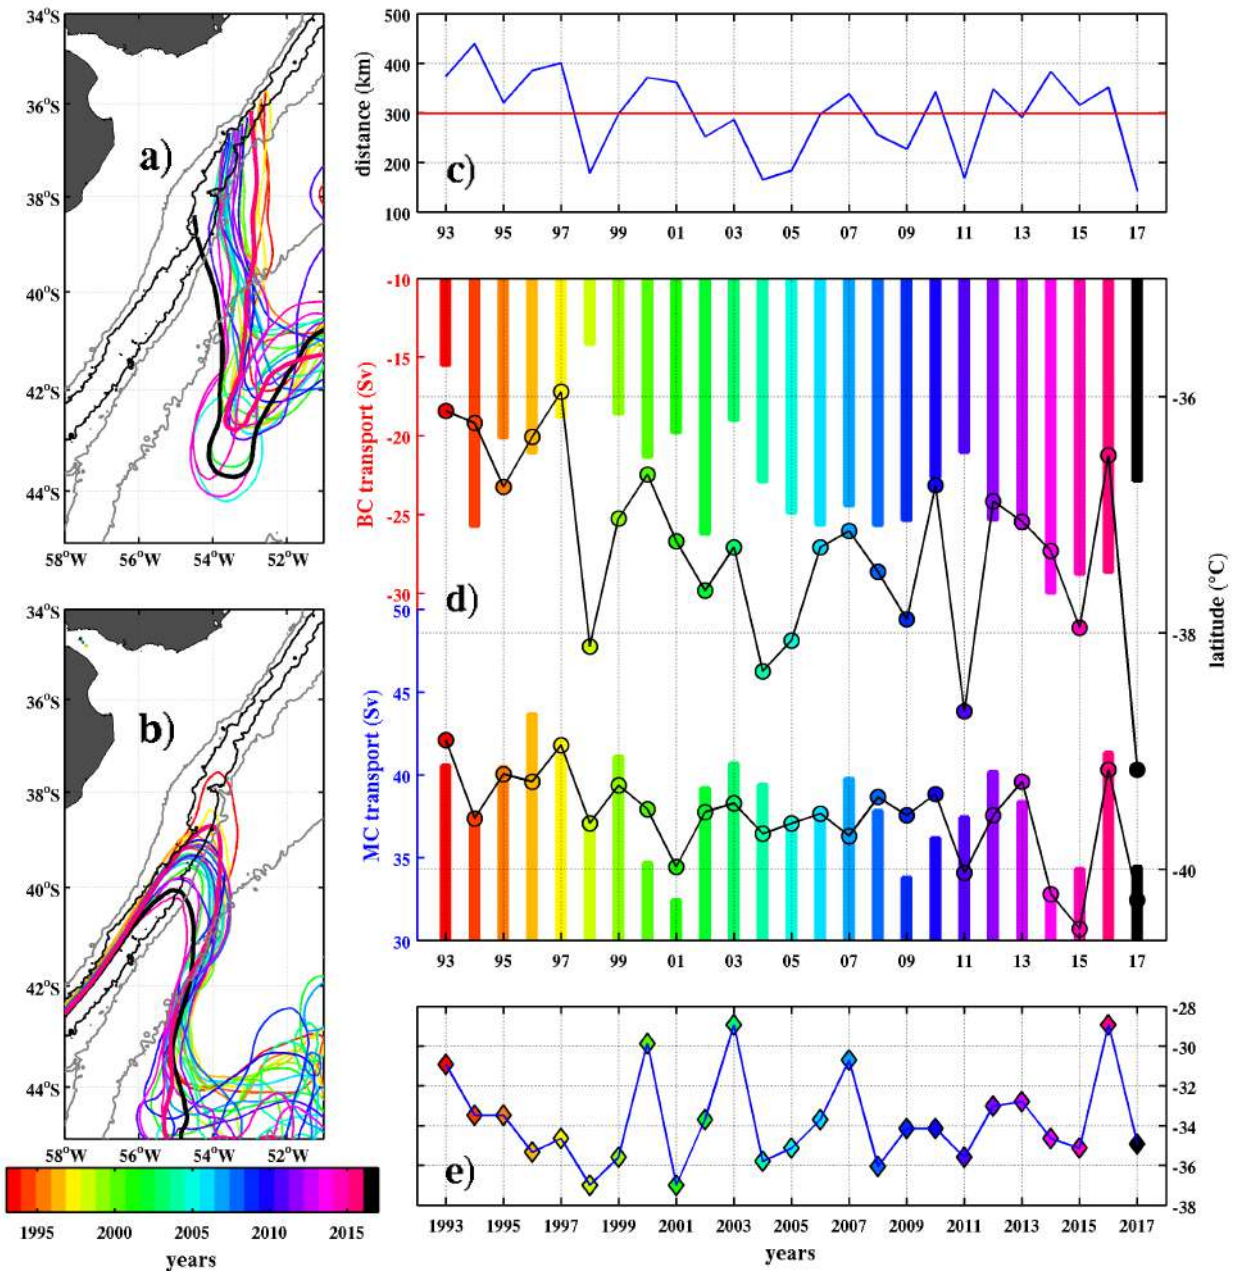 34°S
36°S
38°S
40°S
42°S
44°S
58°W 56°W 54°W 52°W
a)
34°S
36°S
38°S
40°S
42°S
44°S
58°W 56°W 54°W 52°W
b)
1995 2000 2005 2010 2015
years
500
400
300
200
100
distance (km)
c)
93 95 97 99 01 03 05 07 09 11 13 15 17
-10
-15
-20
-25
-30
BC transport (Sv)
50
45
40
35
30
MC transport (Sv)
d)
-36
-38
-40
latitude (°C)
93 95 97 99 01 03 05 07 09 11 13 15 17
-28
-30
-32
-34
-36
-38
e)
1993 1995 1997 1999 2001 2003 2005 2007 2009 2011 2013 2015 2017
years